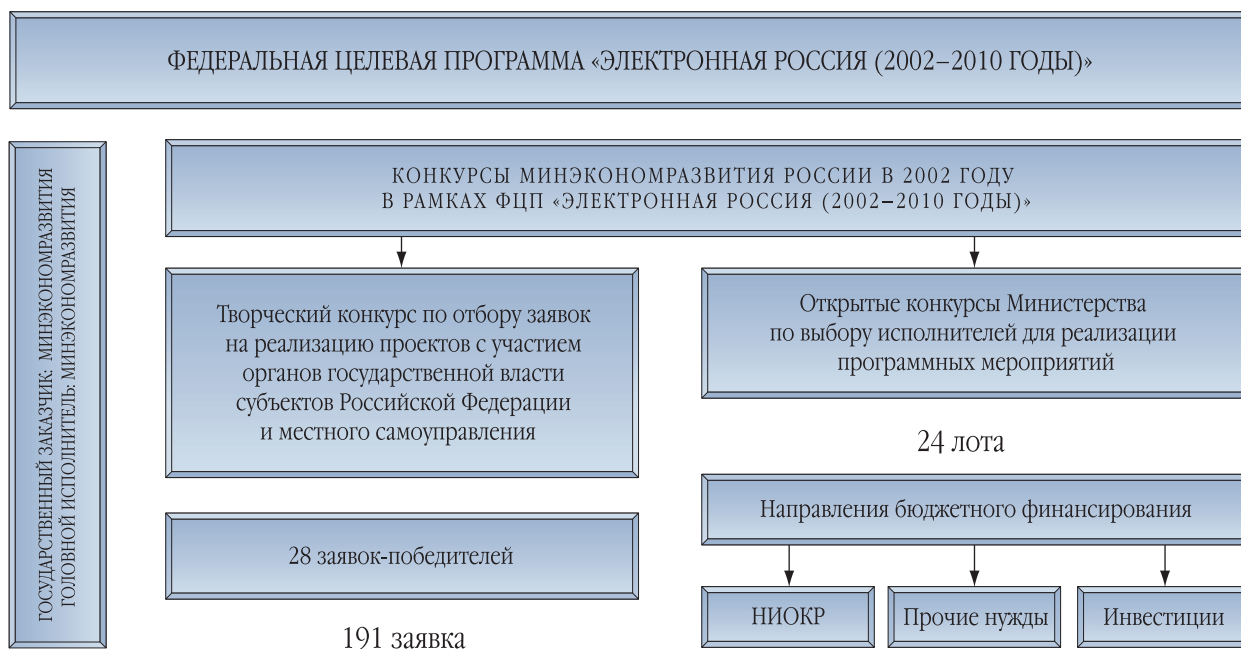 ФЕДЕРАЛЬНАЯ ЦЕЛЕВАЯ ПРОГРАММА «ЭЛЕКТРОННАЯ РОССИЯ (2002–2010 ГОДЫ)»
ГОСУДАРСТВЕННЫЙ ЗАКАЗЧИК: МИНЭКОНОМРАЗВИТИЯ
ГОЛОВНОЙ ИСПОЛНИТЕЛЬ: МИНЭКОНОМРАЗВИТИЯ
КОНКУРСЫ МИНЭКОНОМРАЗВИТИЯ РОССИИ В 2002 ГОДУ
В РАМКАХ ФЦП «ЭЛЕКТРОННАЯ РОССИЯ (2002–2010 ГОДЫ)»
Творческий конкурс по отбору заявок
на реализацию проектов с участием
органов государственной власти
субъектов Российской Федерации
и местного самоуправления
28 заявок-победителей
191 заявка
Открытые конкурсы Министерства
по выбору исполнителей для реализации
программных мероприятий
24 лота
Направления бюджетного финансирования
НИОКР
Прочие нужды
Инвестиции